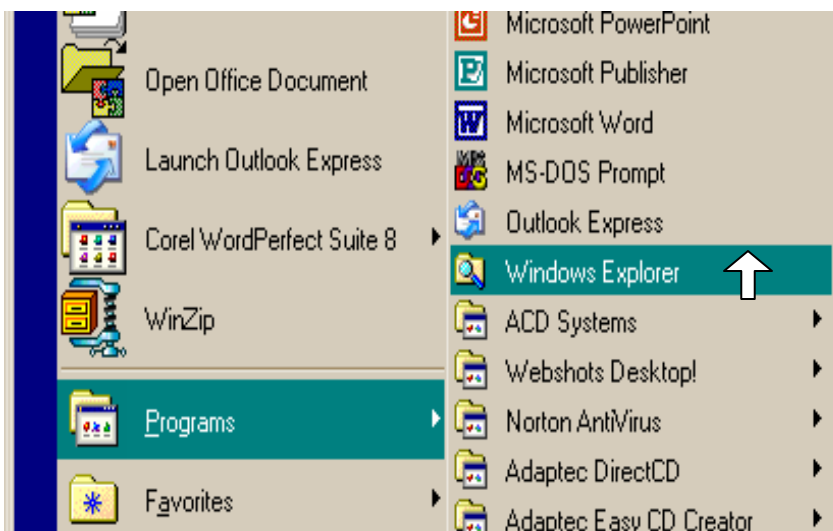 Open Office Document
Launch Outlook Express
Corel WordPerfect Suite 8
WinZip
Programs
Favorites
Microsoft PowerPoint
Microsoft Publisher
Microsoft Word
MS-DOS Prompt
Outlook Express
Windows Explorer
ACD Systems
Webshots Desktop!
Norton AntiVirus
Adaptec DirectCD
Adaptec Easy CD Creator